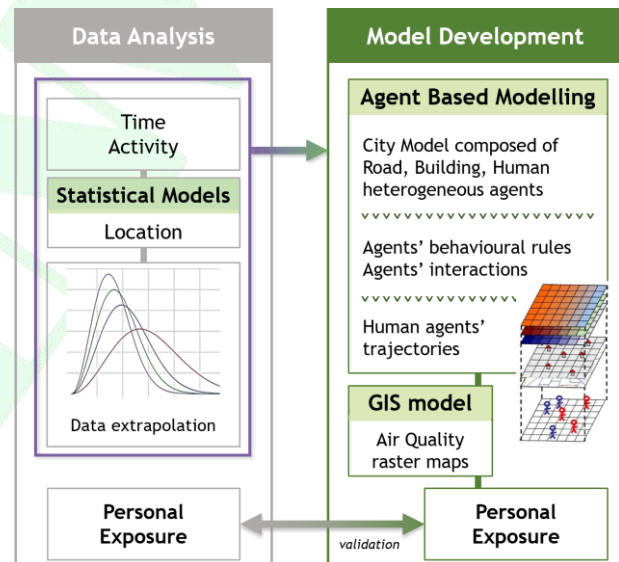 Data Analysis
Time
Activity
Statistical Models
Location
Data extrapolation
Personal
Exposure
Model Development
Agent Based Modelling
City Model composed of
Road, Building, Human
heterogeneous agents
Agents' behavioural rules
Agents' interactions
Human agents'
trajectories
GIS model
Air Quality
raster maps
Personal
Exposure
validation